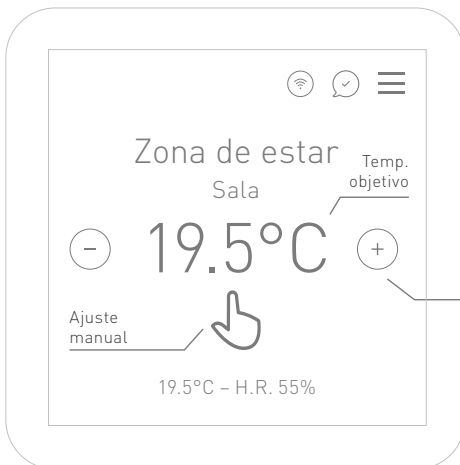 Zona de estar
Temp.
objetivo
Sala
− 19.5°C +
Ajuste
manual
19.5°C – H.R. 55%